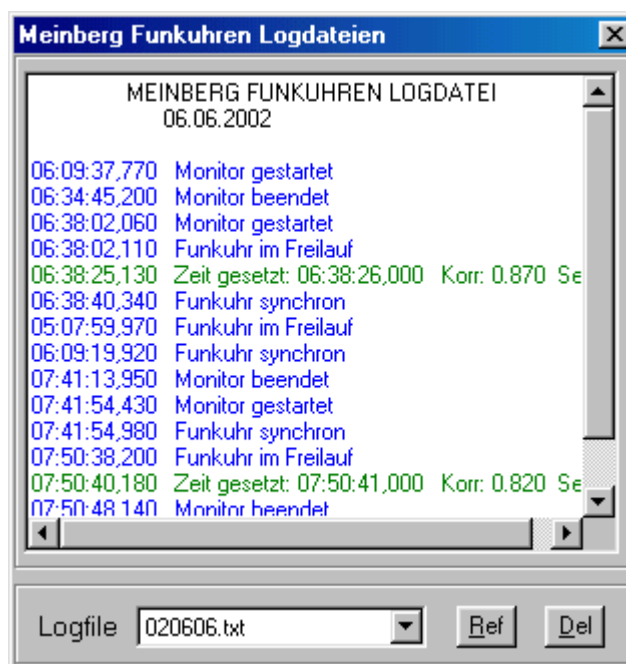 Meinberg Funkuhren Logdateien
MEINBERG FUNKUHREN LOGDATEI
06.06.2002
06:09:37,770 Monitor gestartet
06:34:45,200 Monitor beendet
06:38:02,060 Monitor gestartet
06:38:02,110 Funkuhr im Freilauf
06:38:25,130 Zeit gesetzt: 06:38:26,000 Korr: 0.870 Se
06:38:40,340 Funkuhr synchron
05:07:59,970 Funkuhr im Freilauf
06:09:19,920 Funkuhr synchron
07:41:13,950 Monitor beendet
07:41:54,430 Monitor gestartet
07:41:54,980 Funkuhr synchron
07:50:38,200 Funkuhr im Freilauf
07:50:40,180 Zeit gesetzt: 07:50:41,000 Korr: 0.820 Se
07:50:48,140 Monitor beendet
Logfile 020606.txt Ref Del